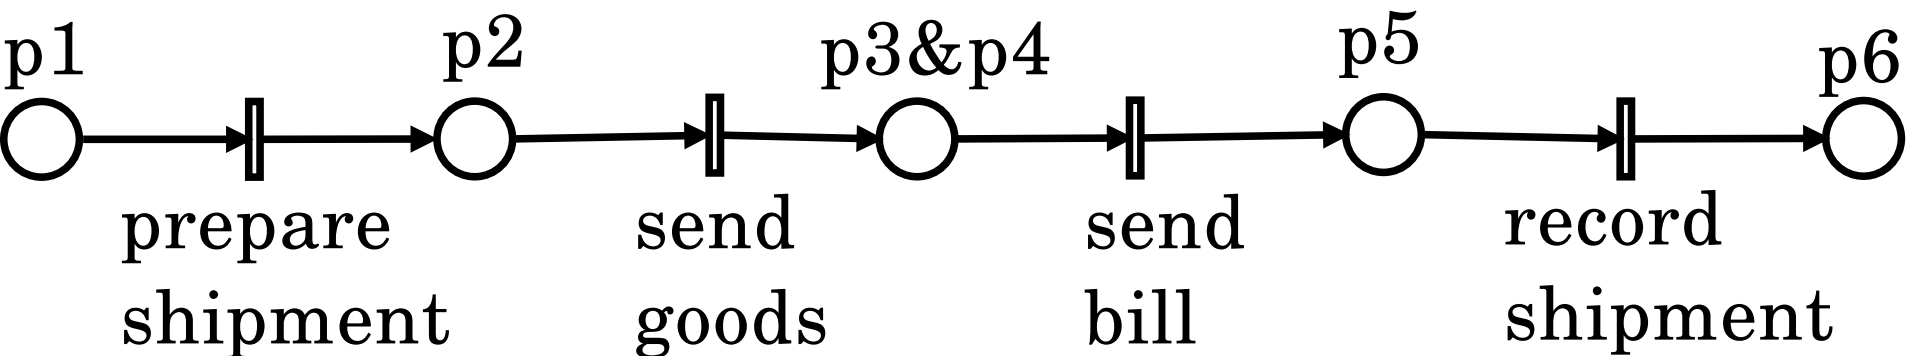 p1
p2
p3&p4
p5
p6
prepare
shipment
send
goods
send
bill
record
shipment